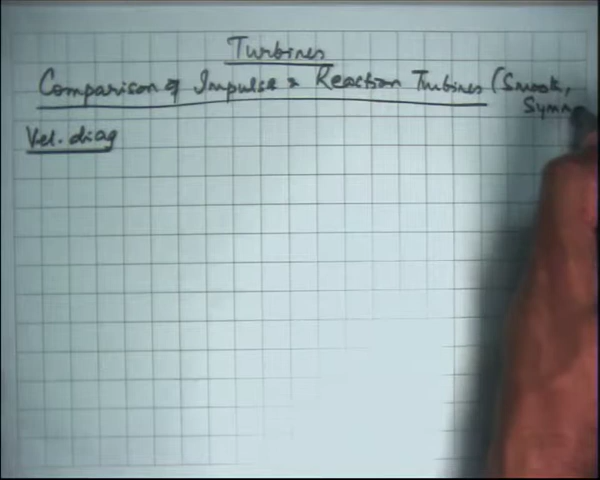 Turbines
Comparison of Impulse & Reaction Turbines (Smooth,
Symm
Vel. diag